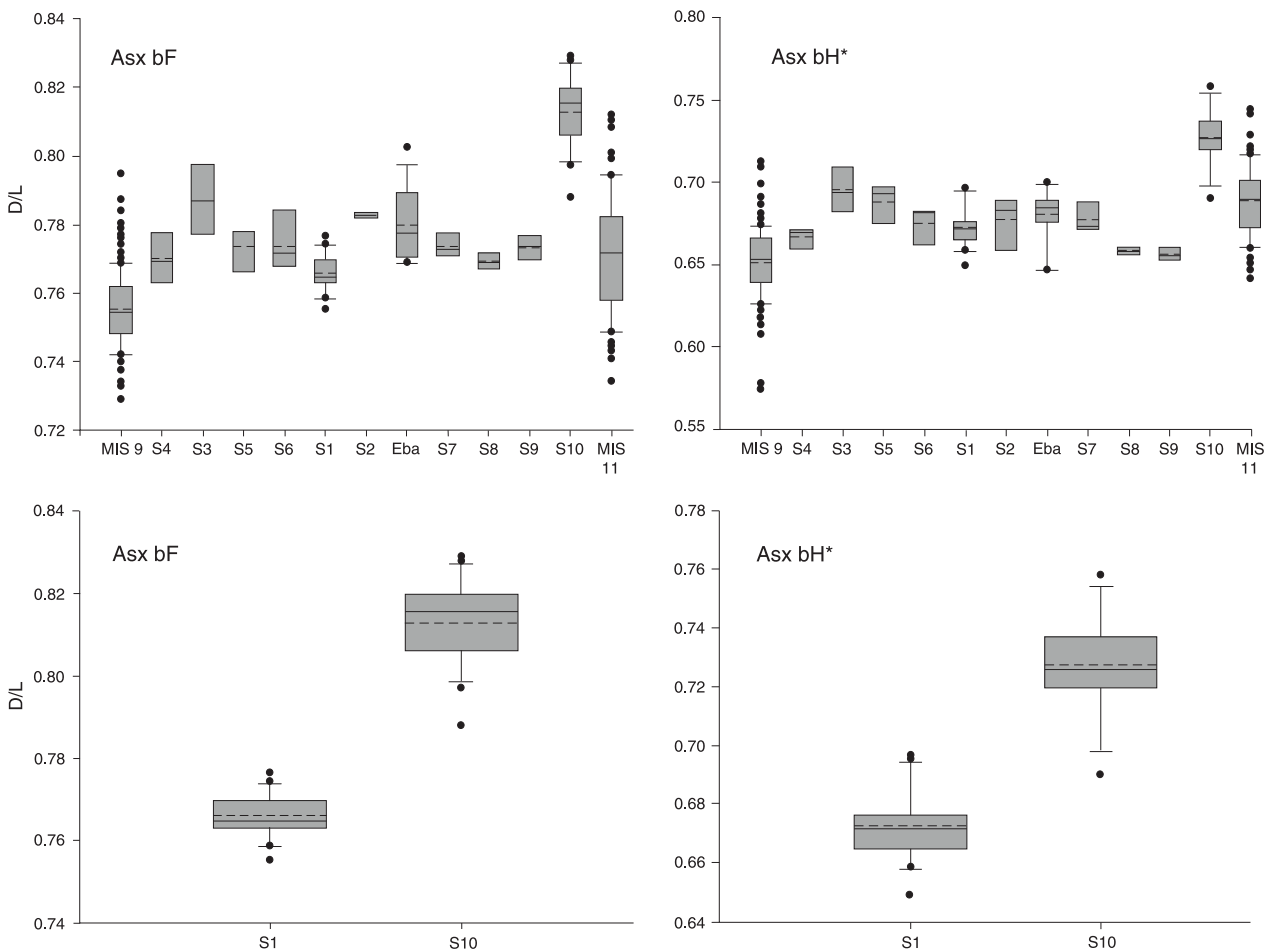 Asx bF
D/L
0.84
0.82
0.80
0.78
0.76
0.74
0.72
MIS 9 S4 S3 S5 S6 S1 S2 Eba S7 S8 S9 S10 MIS
11
Asx bH*
0.80
0.75
0.70
0.65
0.60
0.55
MIS 9 S4 S3 S5 S6 S1 S2 Eba S7 S8 S9 S10 MIS
11
Asx bF
D/L
0.84
0.82
0.80
0.78
0.76
0.74
S1 S10
Asx bH*
0.78
0.76
0.74
0.72
0.70
0.68
0.66
0.64
S1 S10